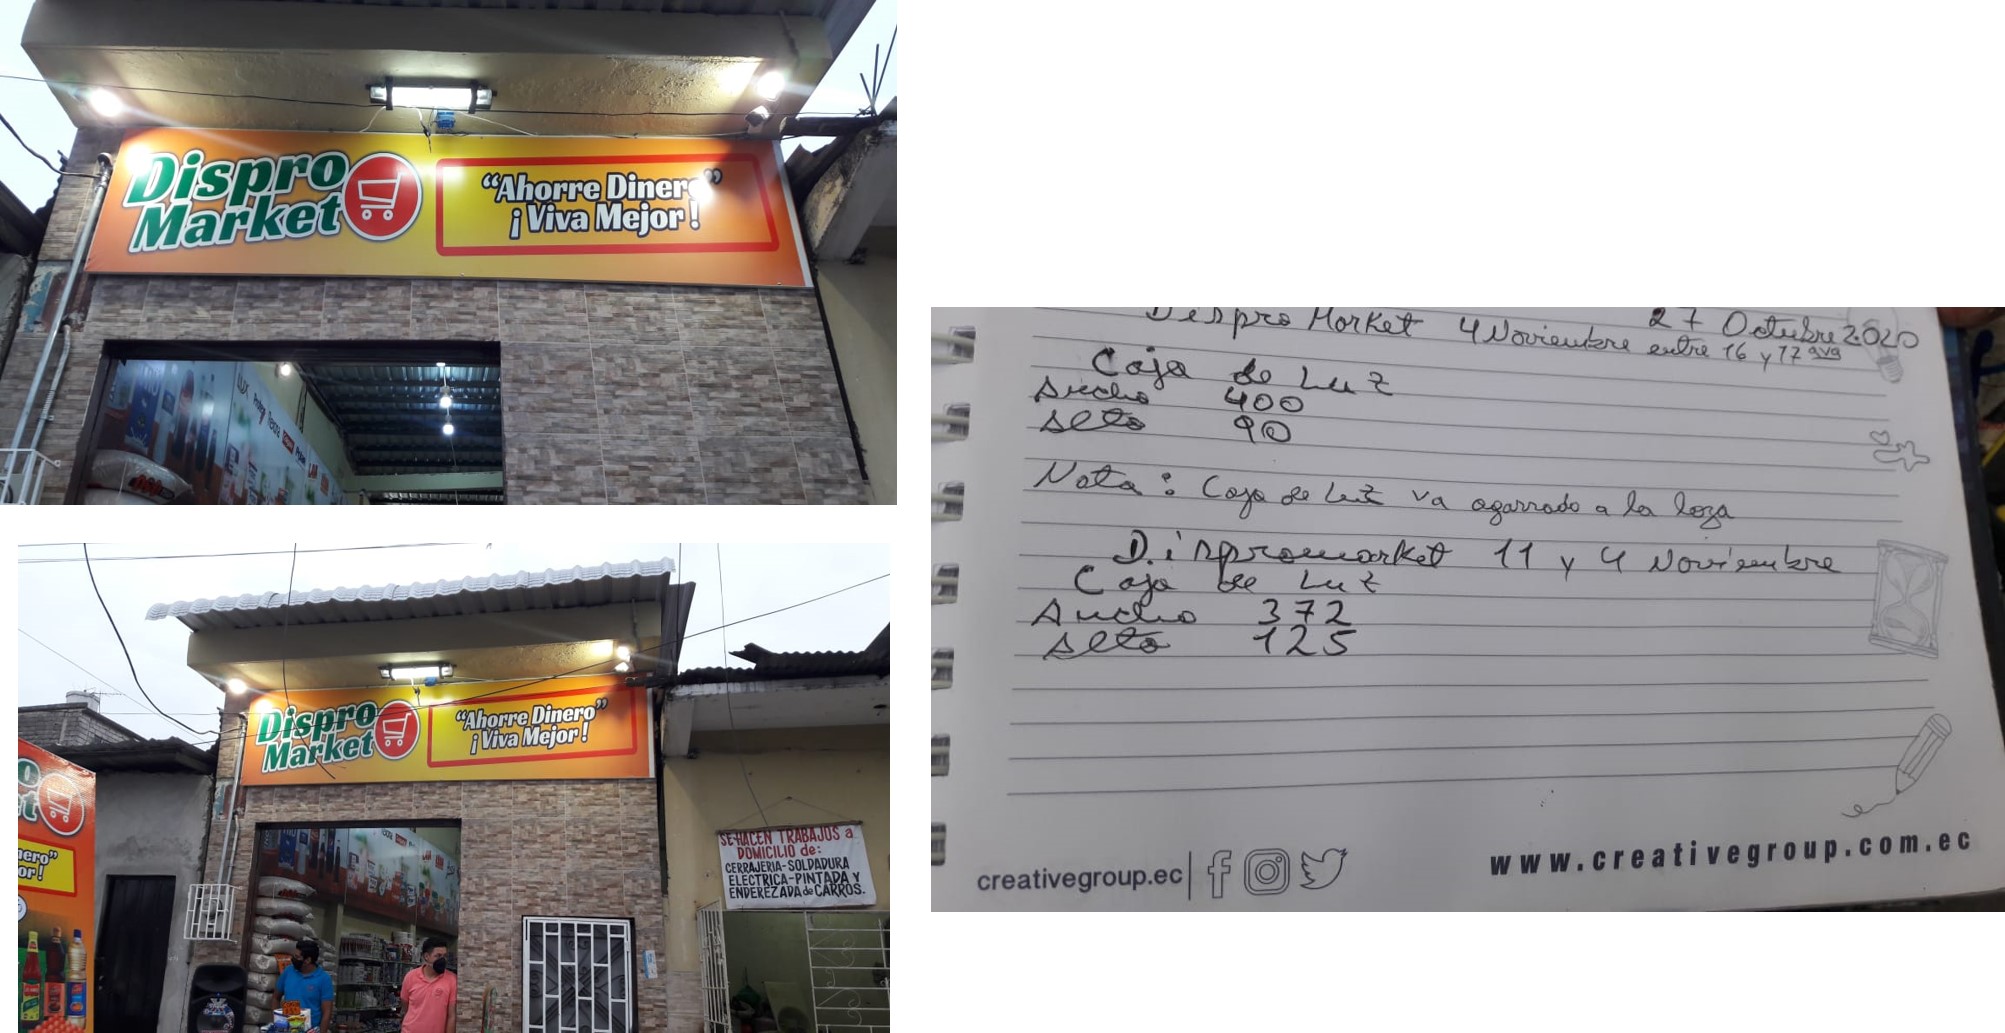 Dispro
Market
“Ahorre Dinero”
¡Viva Mejor!
LUX
Dispro
Market
“Ahorre Dinero”
¡Viva Mejor!
SE HACEN TRABAJOS a
DOMICILIO de:
CERRAJERIA-SOLDADURA
ELECTRICA-PINTADA Y
ENDEREZADA de CARROS.
27 Octubre 2020
Dispro Market 4 Noviembre entre 16 y 17 ava
Caja de Luz
Ancho 400
Alto 90
Nota: Caja de Luz va agarrado a la loza
Dispromarket 11 y 4 Noviembre
Caja de Luz
Ancho 372
Alto 125
creativegroup.ec
www.creativegroup.com.ec